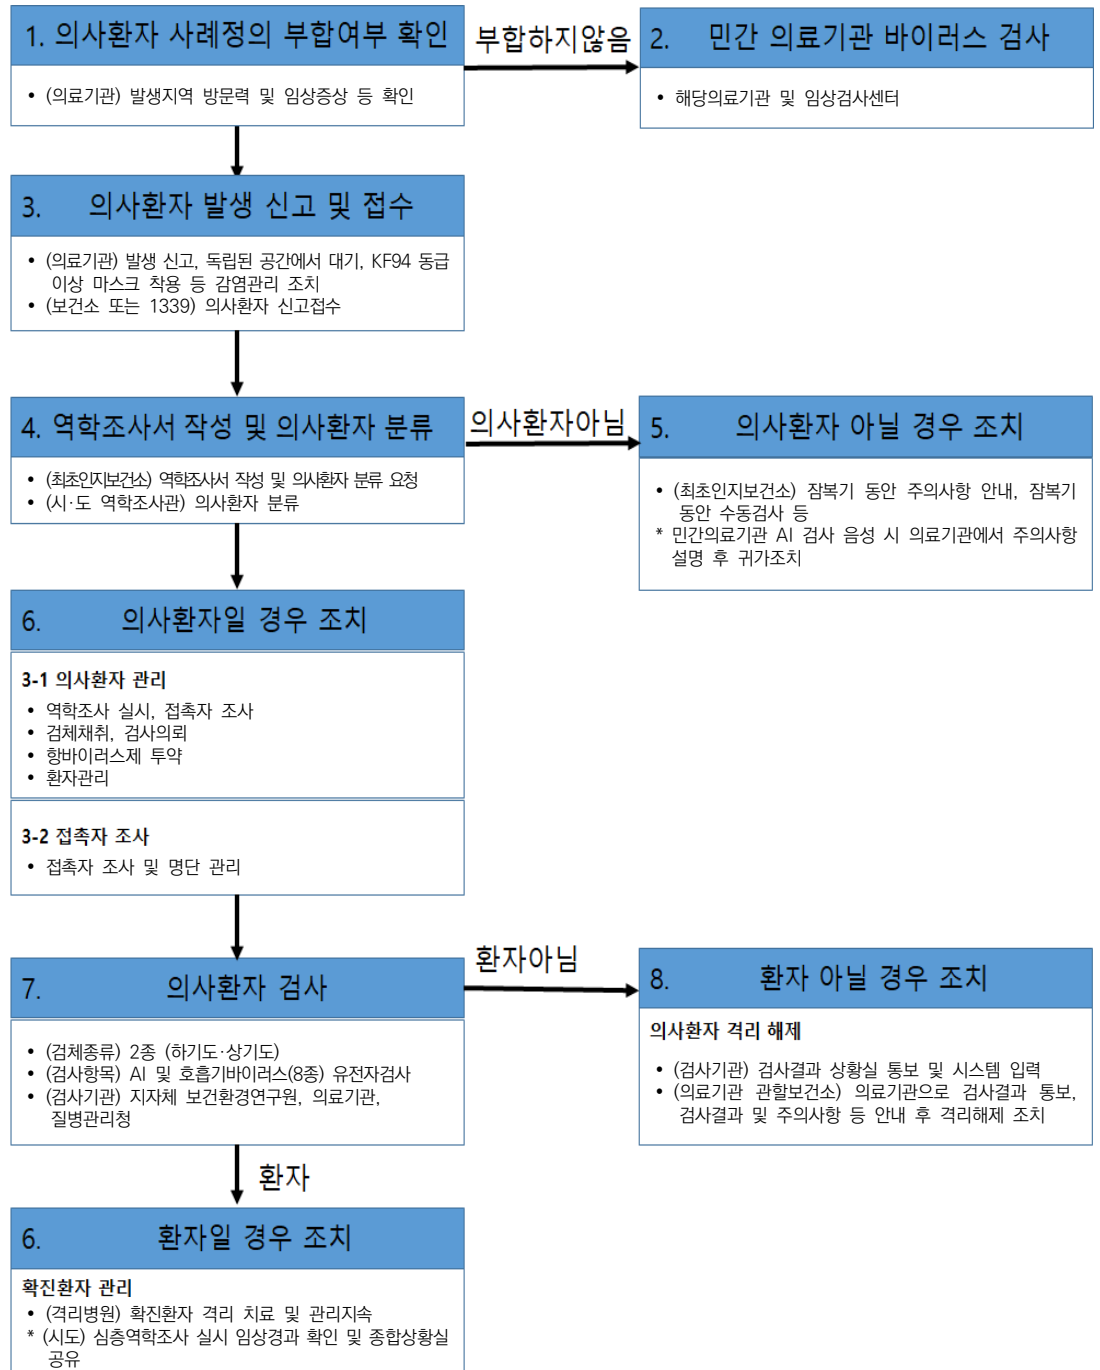 1. 의사환자 사례정의 부합여부 확인
• (의료기관) 발생지역 방문력 및 임상증상 등 확인
부합하지않음
2. 민간 의료기관 바이러스 검사
• 해당의료기관 및 임상검사센터
3. 의사환자 발생 신고 및 접수
• (의료기관) 발생 신고, 독립된 공간에서 대기, KF94 동급
이상 마스크 착용 등 감염관리 조치
• (보건소 또는 1339) 의사환자 신고접수
4. 역학조사서 작성 및 의사환자 분류
• (최초인지보건소) 역학조사서 작성 및 의사환자 분류 요청
• (시·도 역학조사관) 의사환자 분류
의사환자아님
5. 의사환자 아닐 경우 조치
• (최초인지보건소) 잠복기 동안 주의사항 안내, 잠복기
동안 수동검사 등
* 민간의료기관 AI 검사 음성 시 의료기관에서 주의사항
설명 후 귀가조치
6. 의사환자일 경우 조치
3-1 의사환자 관리
• 역학조사 실시, 접촉자 조사
• 검체채취, 검사의뢰
• 항바이러스제 투약
• 환자관리
3-2 접촉자 조사
• 접촉자 조사 및 명단 관리
7. 의사환자 검사
• (검체종류) 2종 (하기도·상기도)
• (검사항목) AI 및 호흡기바이러스(8종) 유전자검사
• (검사기관) 지자체 보건환경연구원, 의료기관,
질병관리청
환자아님
8. 환자 아닐 경우 조치
의사환자 격리 해제
• (검사기관) 검사결과 상황실 통보 및 시스템 입력
• (의료기관 관할보건소) 의료기관으로 검사결과 통보,
검사결과 및 주의사항 등 안내 후 격리해제 조치
환자
6. 환자일 경우 조치
확진환자 관리
• (격리병원) 확진환자 격리 치료 및 관리지속
* (시도) 심층역학조사 실시 임상경과 확인 및 종합상황실
공유